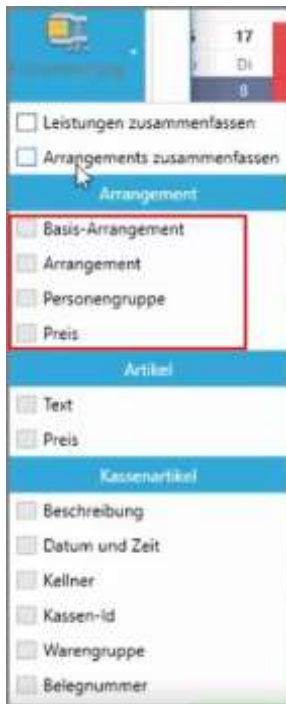 17
Di
8
Leistungen zusammenfassen
Arrangements zusammenfassen
Arrangement
Basis-Arrangement
Arrangement
Personengruppe
Preis
Artikel
Text
Preis
Kassenartikel
Beschreibung
Datum und Zeit
Kellner
Kassen-Id
Warengruppe
Belegnummer